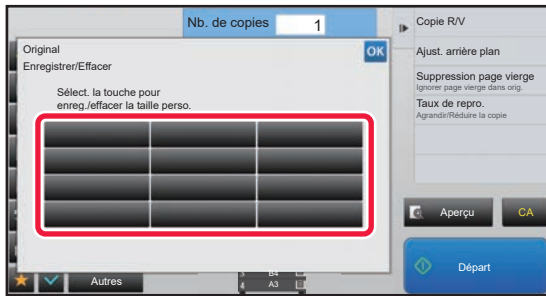 Nb. de copies 1
Original
OK
Enregistrer/Effacer
Sélect. la touche pour
enreg./effacer la taille perso.
Copie R/V
Ajust. arrière plan
Suppression page vierge
Ignorer page vierge dans orig.
Taux de repro.
Agrandir/Réduire la copie
Aperçu
CA
Départ
Autres
3 B4
4 A3